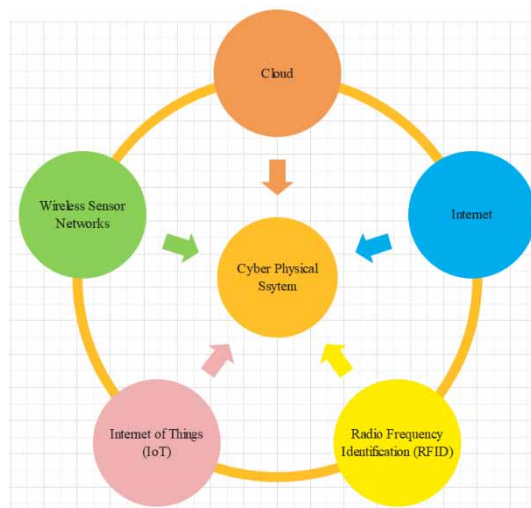 Cloud
Wireless Sensor
Networks
Internet
Cyber Physical
Ssytem
Internet of Things
(IoT)
Radio Frequency
Identification (RFID)